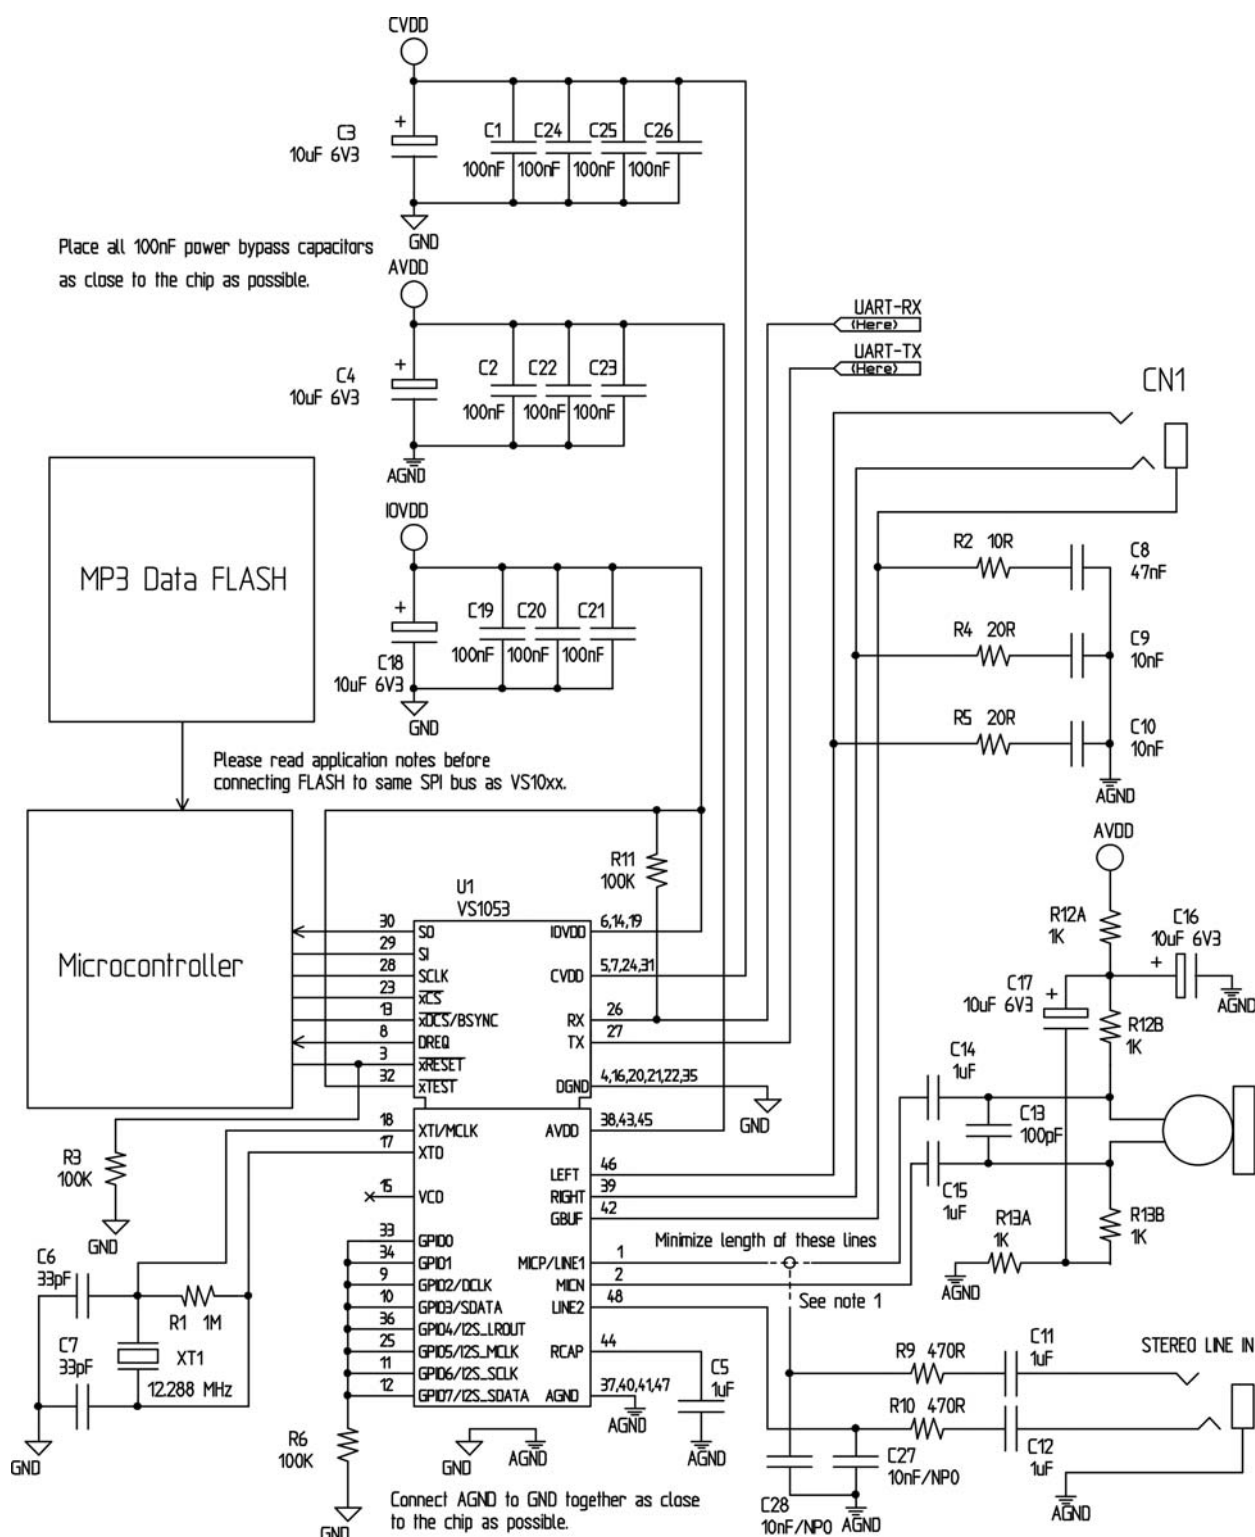 CVDD
C3
10uF 6V3
+
C1
C24
C25
C26
100nF
100nF
100nF
100nF
GND
Place all 100nF power bypass capacitors
as close to the chip as possible.
AVDD
C4
10uF 6V3
+
C2
C22
C23
100nF
100nF
100nF
AGND
UART-RX
(Here)
UART-TX
(Here)
CN1
IOVDD
MP3 Data FLASH
+
C18
10uF 6V3
C19
C20
C21
100nF
100nF
100nF
GND
R2 10R
C8
47nF
R4 20R
C9
10nF
R5 20R
C10
10nF
AGND
Please read application notes before
connecting FLASH to same SPI bus as VS10xx.
Microcontroller
R11
100K
U1
VS1053
30
SO
29
SI
28
SCLK
23
xCS
13
xDCS/BSYNC
8
DREQ
3
xRESET
32
xTEST
6,14,19
IOVDD
5,7,24,31
CVDD
26
RX
27
TX
4,16,20,21,22,35
DGND
GND
AVDD
R12A
1K
C16
10uF 6V3
+
AGND
C17
10uF 6V3
+
R12B
1K
C14
1uF
C13
100pF
C15
1uF
R13A
1K
R13B
1K
AGND
18
XTI/MCLK
17
XTO
15
VCO
33
GPIO0
34
GPIO1
9
GPIO2/DCLK
10
GPIO3/SDATA
36
GPIO4/I2S_LROUT
25
GPIO5/I2S_MCLK
11
GPIO6/I2S_SCLK
12
GPIO7/I2S_SDATA
38,43,45
AVDD
46
LEFT
39
RIGHT
42
GBUF
1
MICP/LINE1
2
MICN
48
LINE2
44
RCAP
37,40,41,47
AGND
AGND
Minimize length of these lines
See note 1
R3
100K
GND
C6
33pF
R1 1M
C7
33pF
XT1
12.288 MHz
GND
R6
100K
GND
C5
1uF
AGND
GND
AGND
Connect AGND to GND together as close
to the chip as possible.
R9 470R
C11
1uF
STEREO LINE IN
R10 470R
C12
1uF
C27
10nF/NP0
C28
10nF/NP0
AGND
AGND